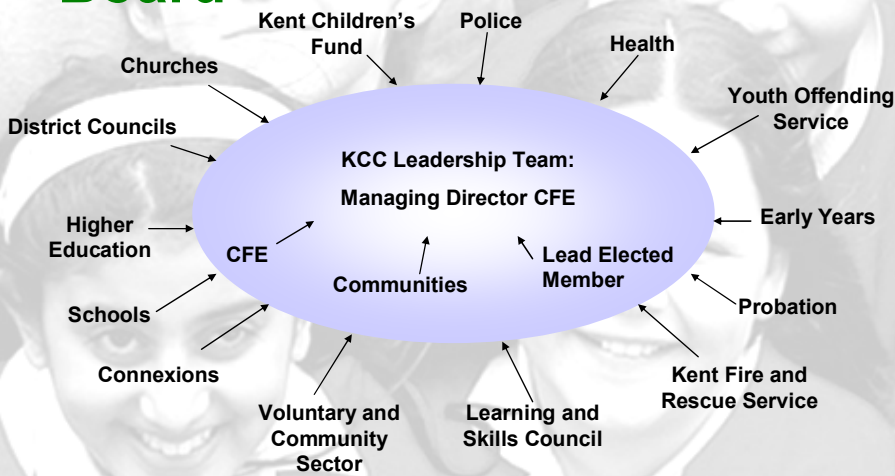 Board
Kent Children's
Fund
Police
Health
Churches
Youth Offending
Service
District Councils
KCC Leadership Team:
Managing Director CFE
Higher
Education
Early Years
CFE
Lead Elected
Member
Communities
Schools
Probation
Connexions
Kent Fire and
Rescue Service
Voluntary and
Community
Sector
Learning and
Skills Council